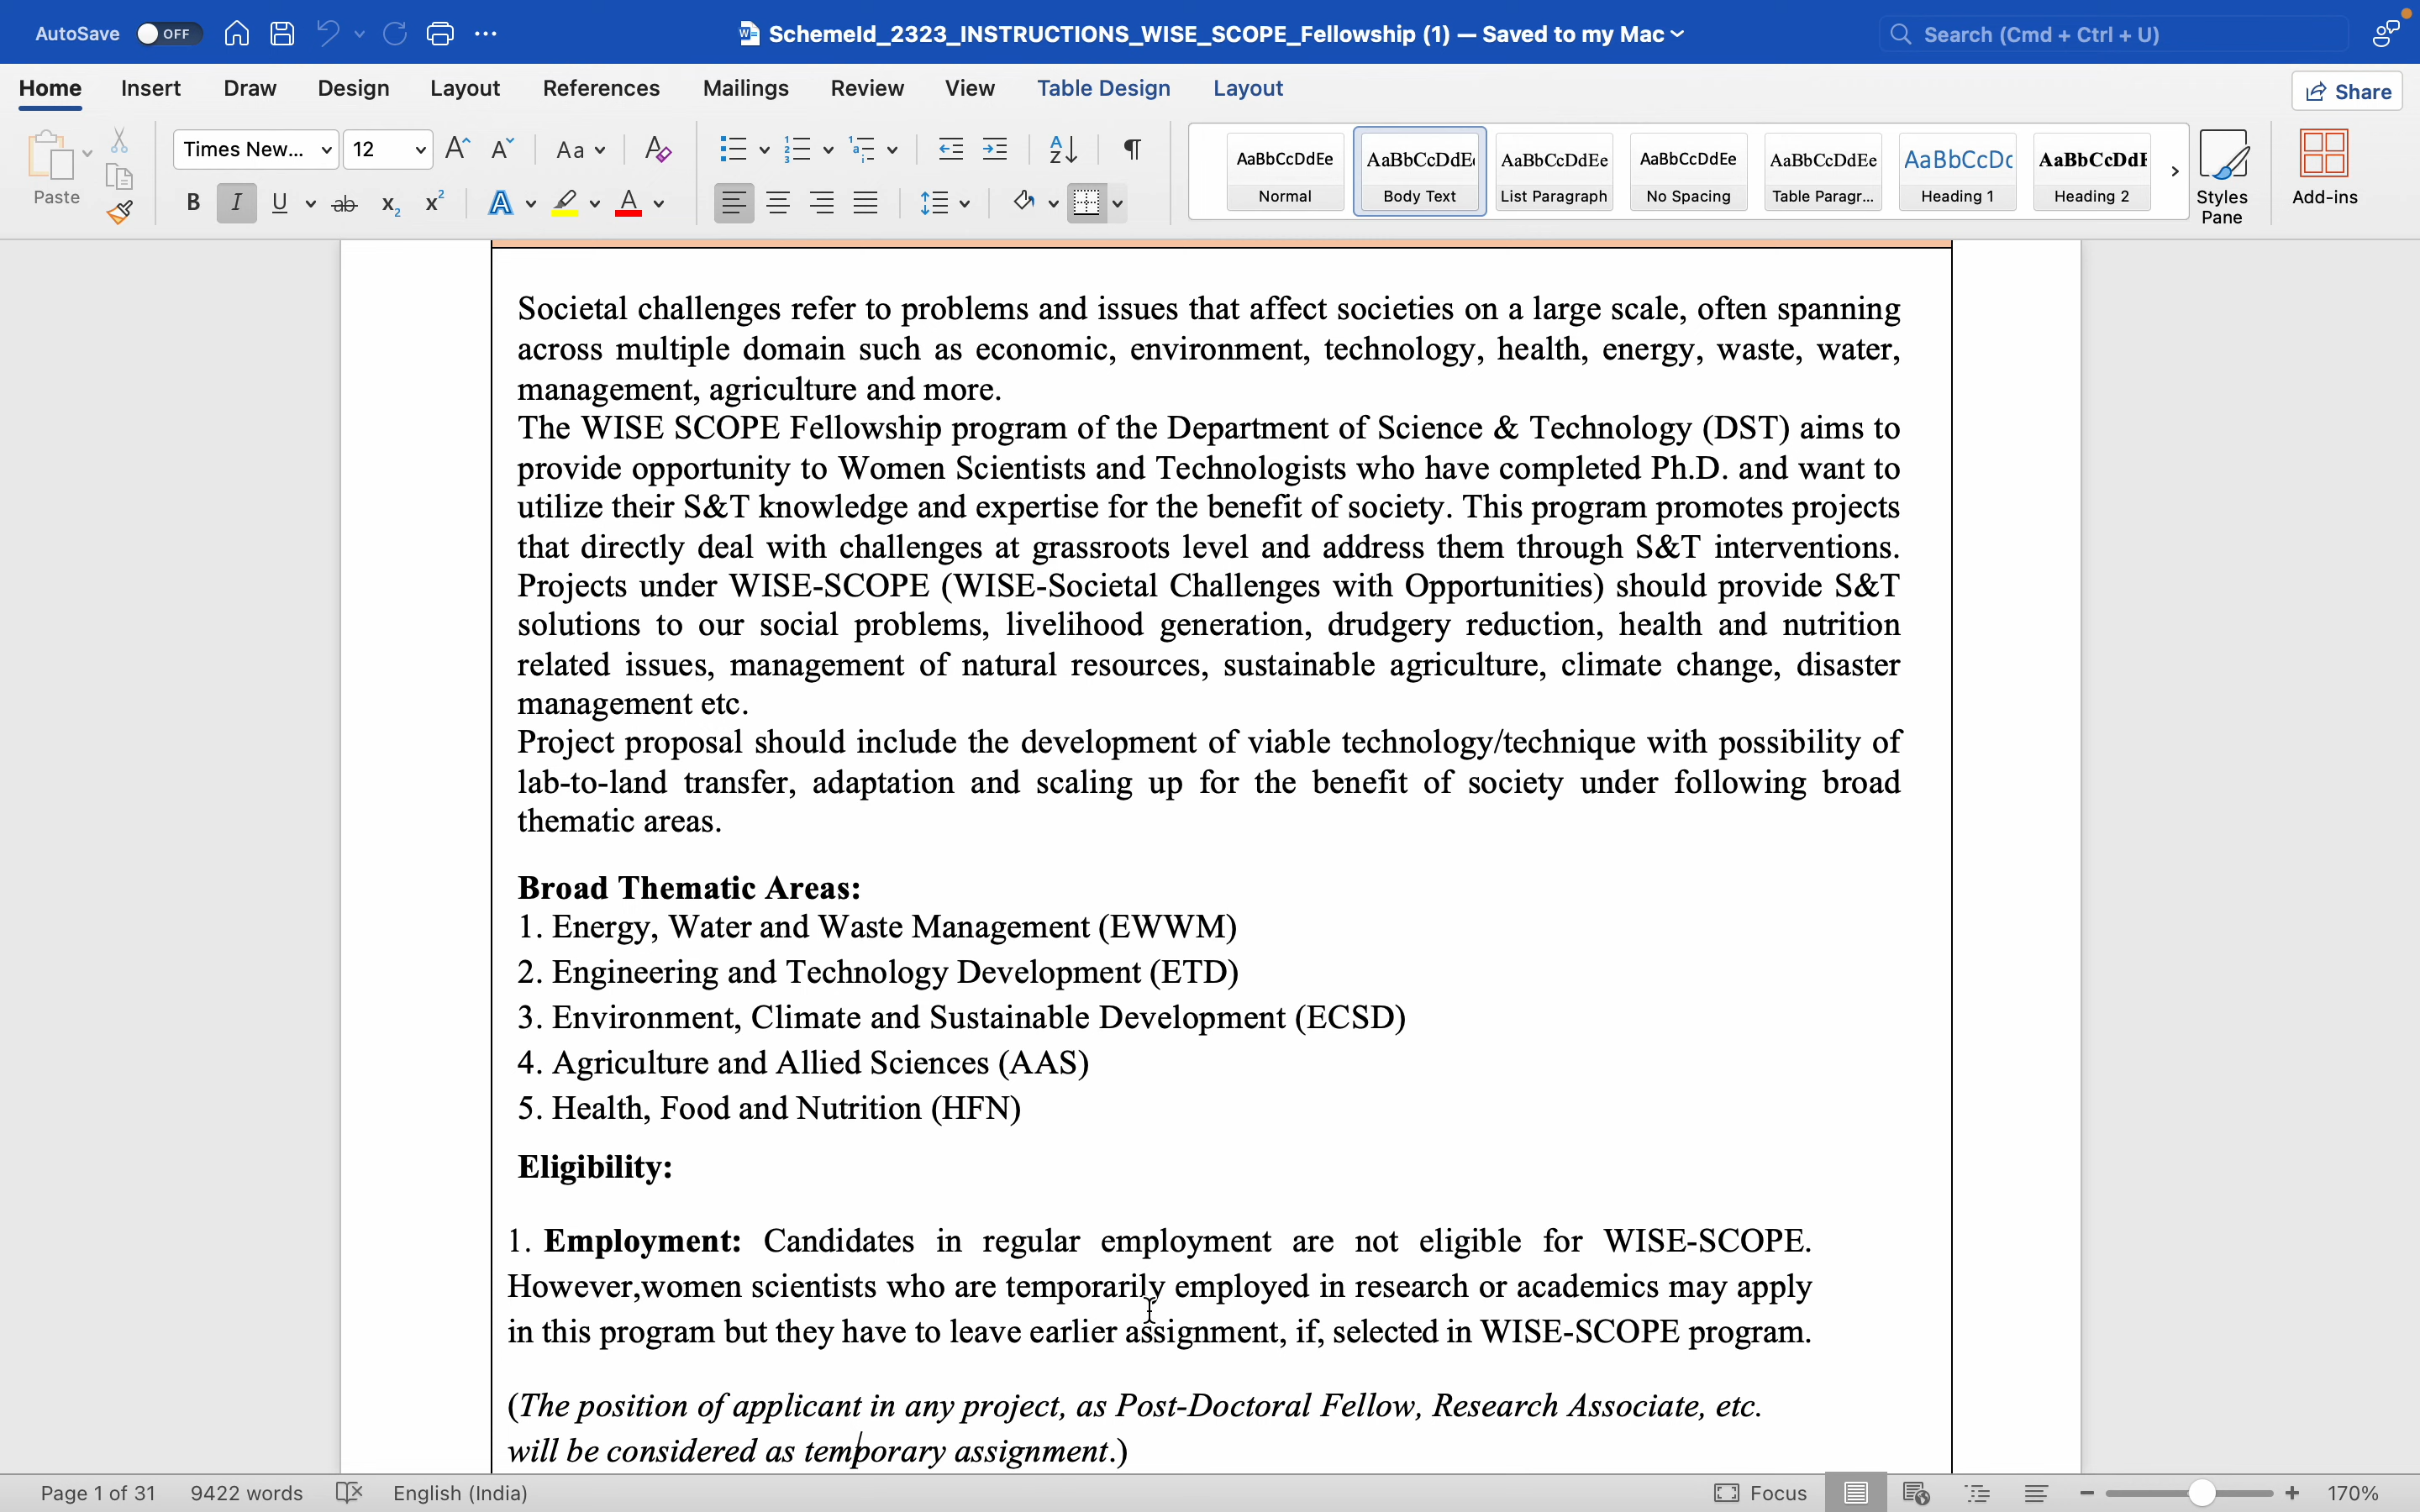 AutoSave OFF SchemeId_2323_INSTRUCTIONS_WISE_SCOPE_Fellowship (1) — Saved to my Mac Search (Cmd + Ctrl + U)
Home Insert Draw Design Layout References Mailings Review View Table Design Layout Share
Paste Times New... 12 Aa
AaBbCcDdEe AaBbCcDdEe AaBbCcDdEe AaBbCcDdEe AaBbCcDdEe AaBbCcDc AaBbCcDdE
Normal Body Text List Paragraph No Spacing Table Paragr... Heading 1 Heading 2 Styles Pane Add-ins
B I U ab x₂ x² A A
Societal challenges refer to problems and issues that affect societies on a large scale, often spanning
across multiple domain such as economic, environment, technology, health, energy, waste, water,
management, agriculture and more.
The WISE SCOPE Fellowship program of the Department of Science & Technology (DST) aims to
provide opportunity to Women Scientists and Technologists who have completed Ph.D. and want to
utilize their S&T knowledge and expertise for the benefit of society. This program promotes projects
that directly deal with challenges at grassroots level and address them through S&T interventions.
Projects under WISE-SCOPE (WISE-Societal Challenges with Opportunities) should provide S&T
solutions to our social problems, livelihood generation, drudgery reduction, health and nutrition
related issues, management of natural resources, sustainable agriculture, climate change, disaster
management etc.
Project proposal should include the development of viable technology/technique with possibility of
lab-to-land transfer, adaptation and scaling up for the benefit of society under following broad
thematic areas.
Broad Thematic Areas:
1. Energy, Water and Waste Management (EWWM)
2. Engineering and Technology Development (ETD)
3. Environment, Climate and Sustainable Development (ECSD)
4. Agriculture and Allied Sciences (AAS)
5. Health, Food and Nutrition (HFN)
Eligibility:
1. Employment: Candidates in regular employment are not eligible for WISE-SCOPE.
However,women scientists who are temporarily employed in research or academics may apply
in this program but they have to leave earlier assignment, if, selected in WISE-SCOPE program.
(The position of applicant in any project, as Post-Doctoral Fellow, Research Associate, etc.
will be considered as temporary assignment.)
Page 1 of 31 9422 words English (India) Focus 170%